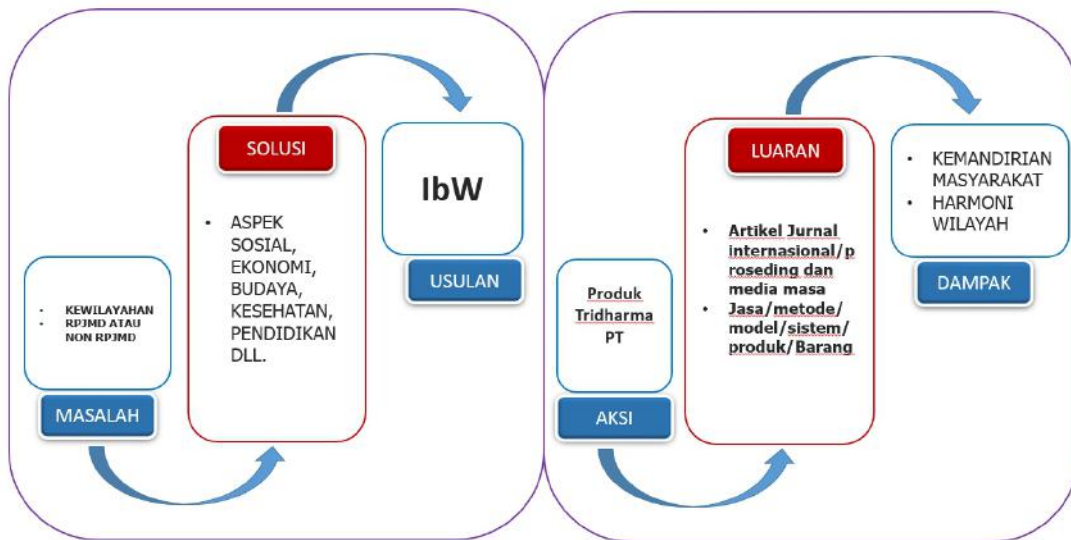 KEWILAYAHAN
RPJMD ATAU
NON RPJMD
MASALAH
SOLUSI
ASPEK
SOSIAL,
EKONOMI,
BUDAYA,
KESEHATAN,
PENDIDIKAN
DLL.
IbW
USULAN
Produk
Tridharma
PT
AKSI
LUARAN
Artikel Jurnal
internasional/p
roseding dan
media masa
Jasa/metode/
model/sistem/
produk/Barang
KEMANDIRIAN
MASYARAKAT
HARMONI
WILAYAH
DAMPAK